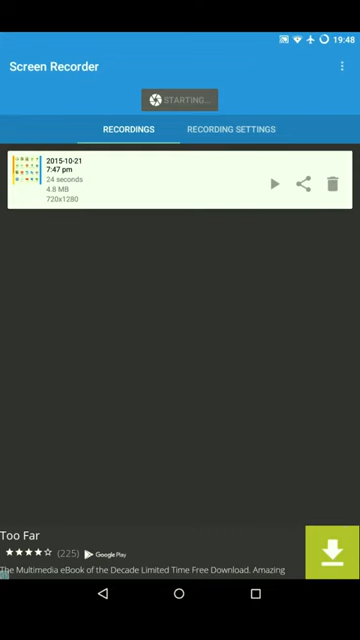 19:48
Screen Recorder
STARTING...
RECORDINGS
RECORDING SETTINGS
2015-10-21
7:47 pm
24 seconds
4.8 MB
720x1280
Too Far
(225)
Google Play
The Multimedia eBook of the Decade Limited Time Free Download. Amazing